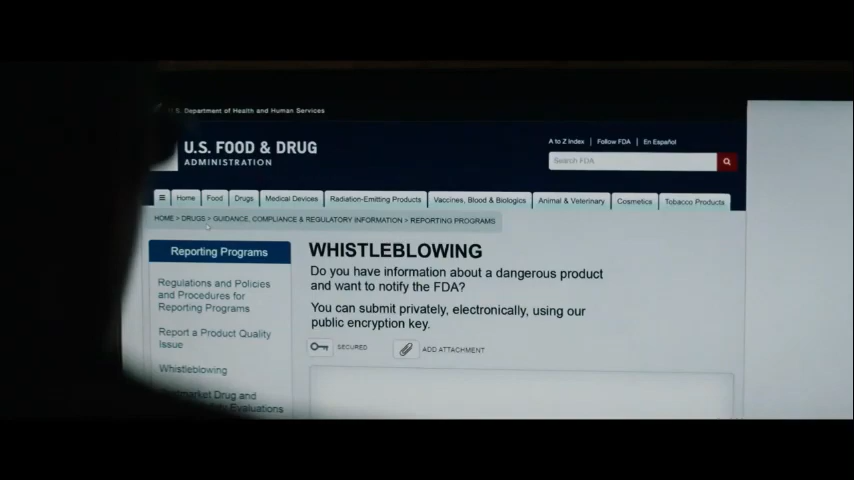 U.S. Department of Health and Human Services
U.S. FOOD & DRUG
ADMINISTRATION
A to Z Index | Follow FDA | En Español
Search FDA
Home Food Drugs Medical Devices Radiation-Emitting Products Vaccines, Blood & Biologics Animal & Veterinary Cosmetics Tobacco Products
HOME > DRUGS > GUIDANCE, COMPLIANCE & REGULATORY INFORMATION > REPORTING PROGRAMS
Reporting Programs
Regulations and Policies
and Procedures for
Reporting Programs
Report a Product Quality
Issue
Whistleblowing
Drug and
Evaluations
WHISTLEBLOWING
Do you have information about a dangerous product
and want to notify the FDA?
You can submit privately, electronically, using our
public encryption key.
SECURED
ADD ATTACHMENT